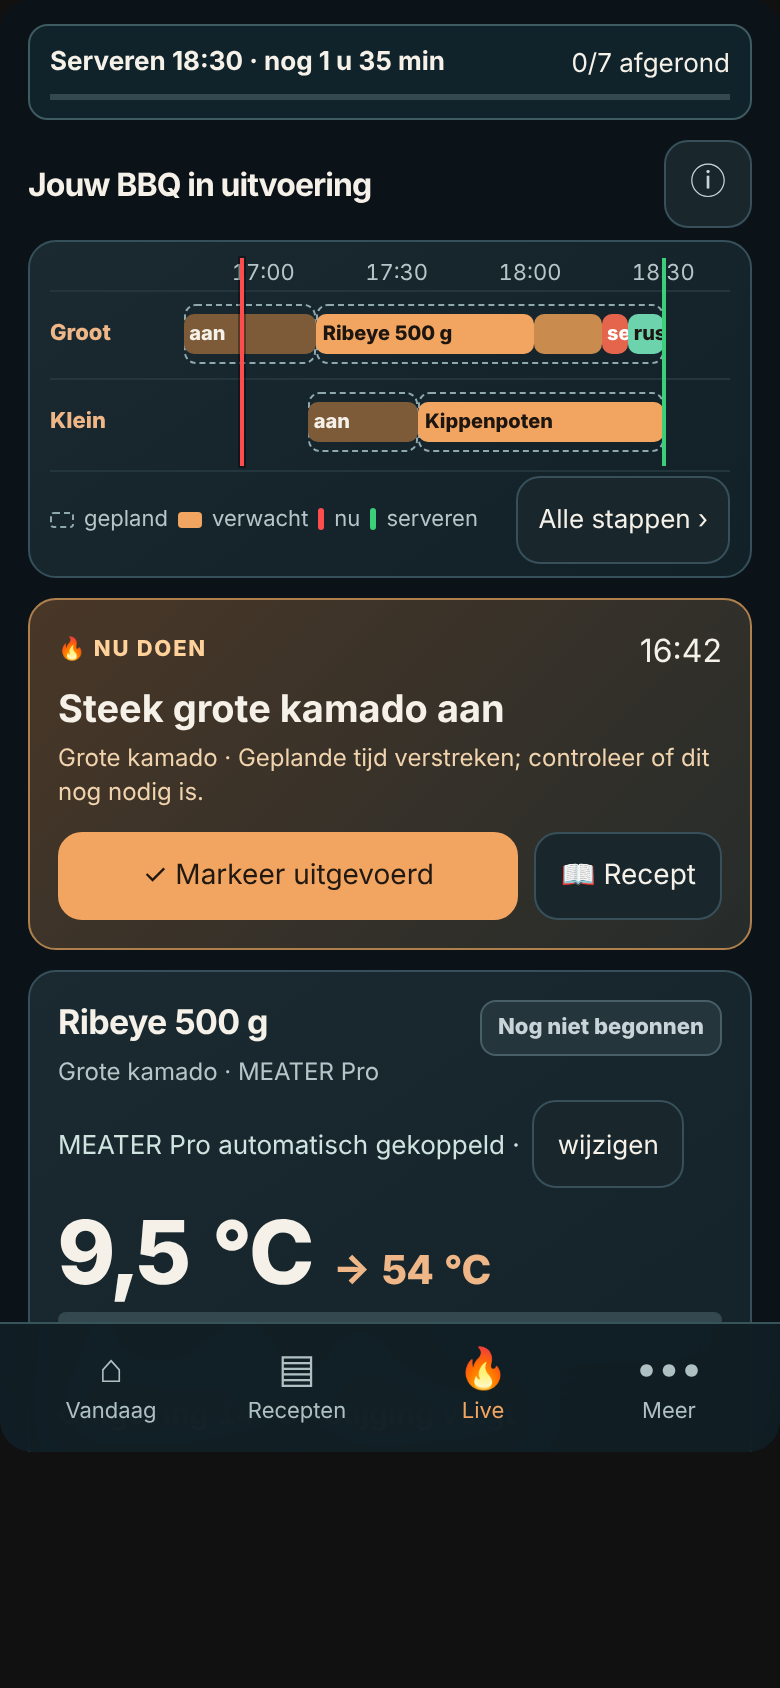 Serveren 18:30 · nog 1 u 35 min
0/7 afgerond
Jouw BBQ in uitvoering
ⓘ
17:00 17:30 18:00 18:30
Groot
aan
Ribeye 500 g
se
rus
Klein
aan
Kippenpoten
gepland
verwacht
nu
serveren
Alle stappen ›
🔥 NU DOEN
16:42
Steek grote kamado aan
Grote kamado · Geplande tijd verstreken; controleer of dit
nog nodig is.
✓ Markeer uitgevoerd
📖 Recept
Ribeye 500 g
Nog niet begonnen
Grote kamado · MEATER Pro
MEATER Pro automatisch gekoppeld ·
wijzigen
9,5 °C → 54 °C
Vandaag
Recepten
Live
Meer